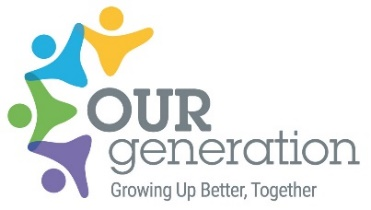 OUR
generation
Growing Up Better, Together